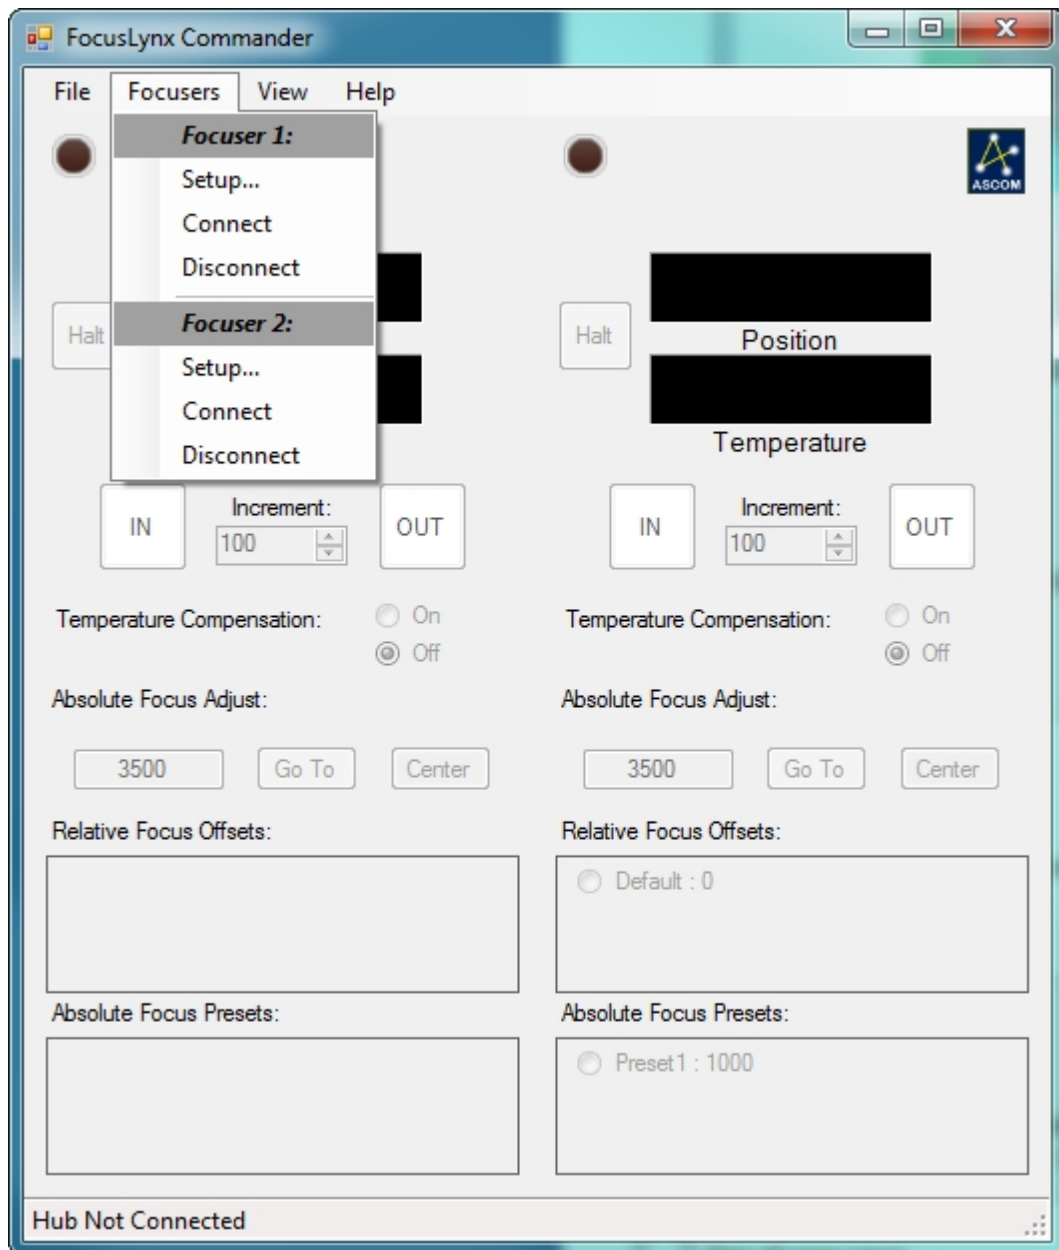 FocusLynx Commander
File Focusers View Help
Focuser 1:
Setup...
Connect
Disconnect
Focuser 2:
Setup...
Connect
Disconnect
ASCOM
Halt
Halt
Position
Temperature
IN
Increment:
100
OUT
IN
Increment:
100
OUT
Temperature Compensation:
On
Off
Temperature Compensation:
On
Off
Absolute Focus Adjust:
Absolute Focus Adjust:
3500 Go To Center
3500 Go To Center
Relative Focus Offsets:
Relative Focus Offsets:
Default : 0
Absolute Focus Presets:
Absolute Focus Presets:
Preset1 : 1000
Hub Not Connected